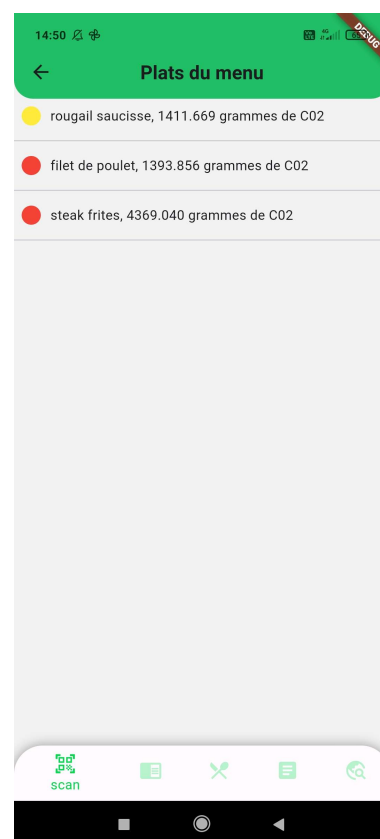 14:50
4G
DEBUG
Plats du menu
rougail saucisse, 1411.669 grammes de C02
filet de poulet, 1393.856 grammes de C02
steak frites, 4369.040 grammes de C02
scan